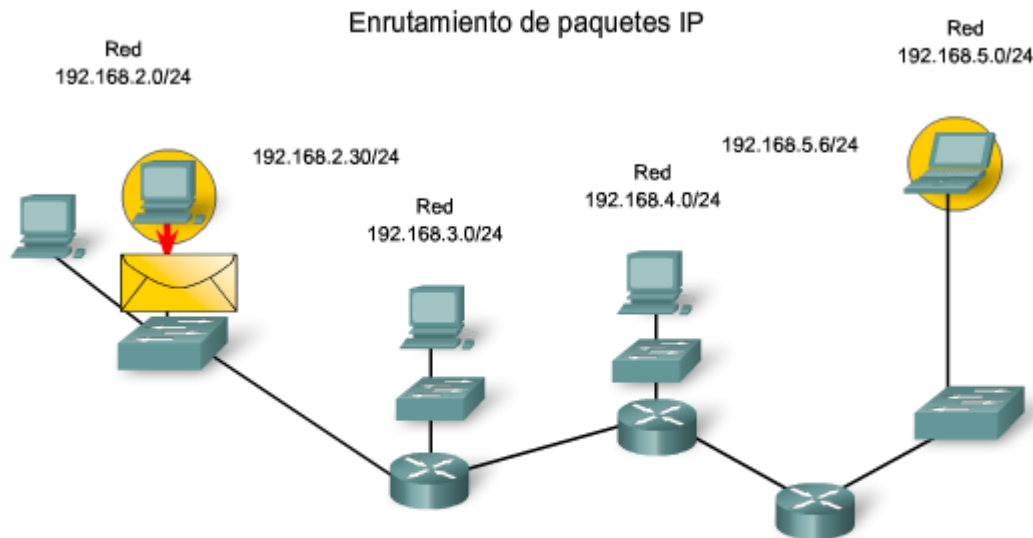 Enrutamiento de paquetes IP
Red
192.168.2.0/24
192.168.2.30/24
Red
192.168.3.0/24
Red
192.168.4.0/24
192.168.5.6/24
Red
192.168.5.0/24